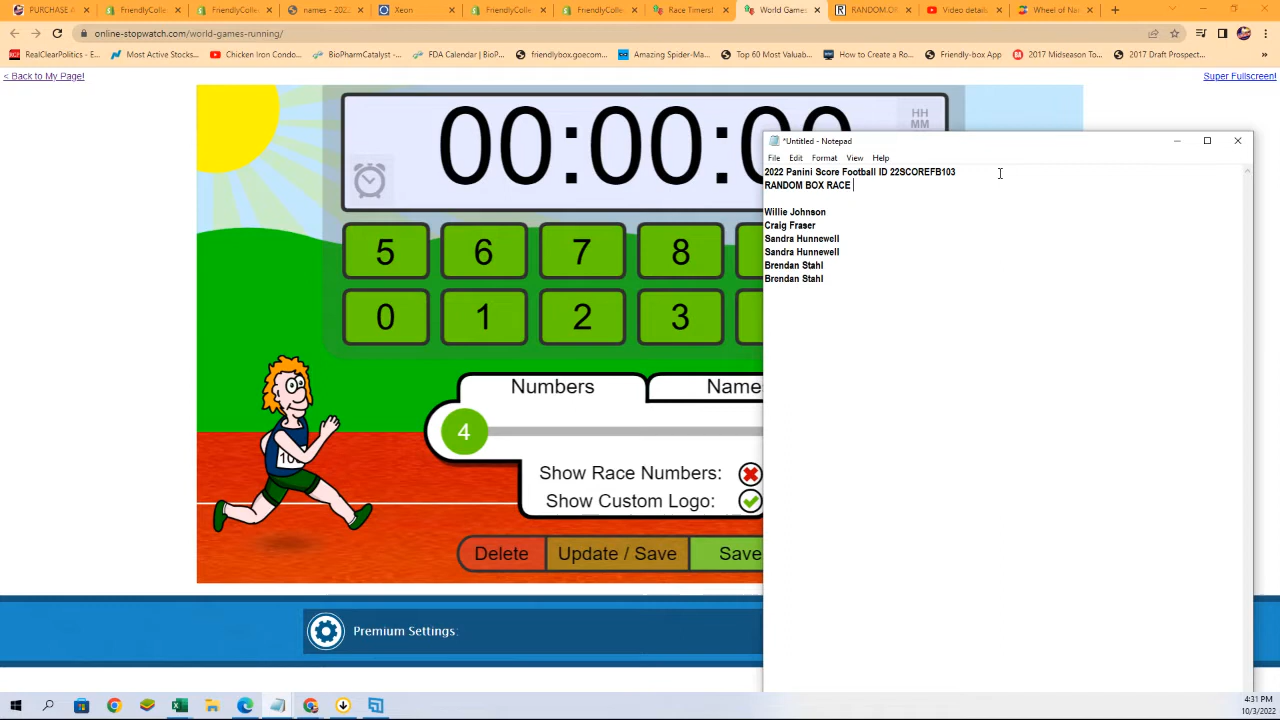 PURCHASE A
FriendlyColle
FriendlyColle
names - 202
Xeon
FriendlyColle
FriendlyColle
Race Timers
World Game
RANDOM.OR
Video detail
Wheel of Na
online-stopwatch.com/world-games-running/
RealClearPolitics - E...
Most Active Stocks...
Chicken Iron Condo...
BioPharmCatalyst -...
FDA Calendar | BioP...
friendlybox.goecom...
Amazing Spider-Ma...
Top 60 Most Valuab...
How to Create a Ro...
Friendly-box App
2017 Midseason To...
2017 Draft Prospect...
»
< Back to My Page!
Super Fullscreen!
00:00:00
HH
MM
*Untitled - Notepad
File Edit Format View Help
2022 Panini Score Football ID 22SCOREFB103
RANDOM BOX RACE
Willie Johnson
Craig Fraser
Sandra Hunnewell
Sandra Hunnewell
Brendan Stahl
Brendan Stahl
5 6 7 8
0 1 2 3
Numbers Name
4
Show Race Numbers:
Show Custom Logo:
Delete Update / Save Save
Premium Settings:
4:31 PM
10/3/2022